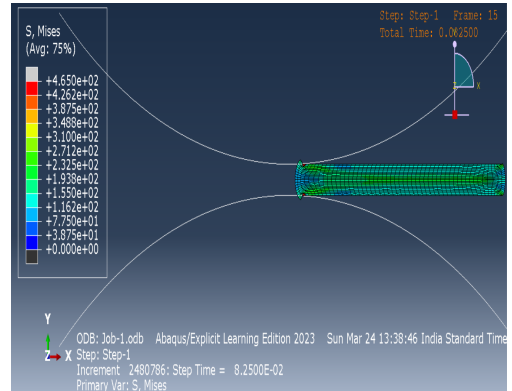 S, Mises
(Avg: 75%)
+4.650e+02
+4.262e+02
+3.875e+02
+3.488e+02
+3.100e+02
+2.712e+02
+2.325e+02
+1.938e+02
+1.550e+02
+1.162e+02
+7.750e+01
+3.875e+01
+0.000e+00
Step: Step-1 Frame: 15
Total Time: 0.082500
X
Y
Z X
ODB: Job-1.odb Abaqus/Explicit Learning Edition 2023 Sun Mar 24 13:38:46 India Standard Time
Step: Step-1
Increment 2480786: Step Time = 8.2500E-02
Primary Var: S, Mises